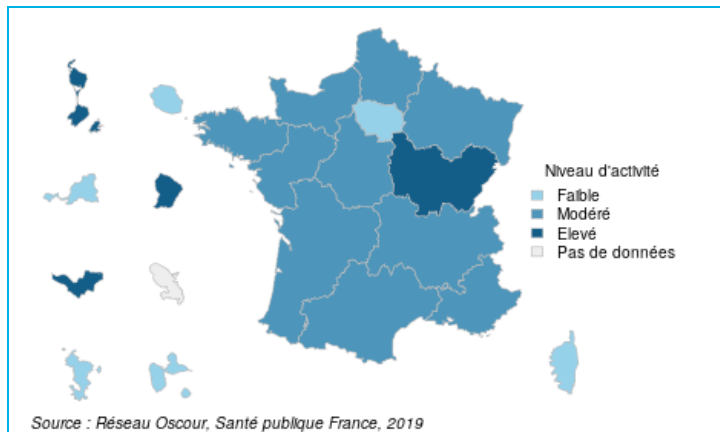 Niveau d'activité
Faible
Modéré
Elevé
Pas de données
Source : Réseau Oscour, Santé publique France, 2019